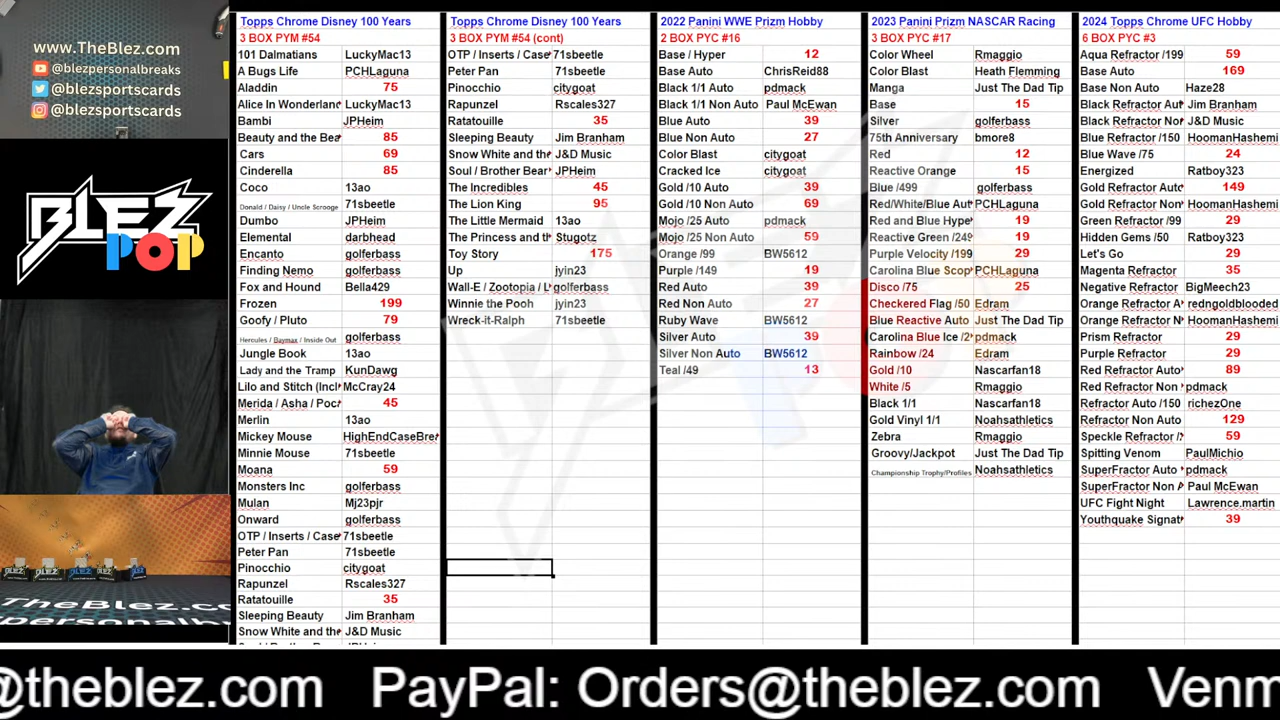 www.TheBlez.com
@blezpersonalbreaks
@blezsportscards
@blezsportscards
BLEZ
POP
TheBlez.co
personalbr
Topps Chrome Disney 100 Years
3 BOX PYM #54
101 Dalmatians LuckyMac13
A Bugs Life PCHLaguna
Aladdin 75
Alice In Wonderlan LuckyMac13
Bambi JPHeim
Beauty and the Bea 85
Cars 69
Cinderella 85
Coco 13ao
Donald / Daisy / Uncle Scrooge 71sbeetle
Dumbo JPHeim
Elemental darbhead
Encanto golferbass
Finding Nemo golferbass
Fox and Hound Bella429
Frozen 199
Goofy / Pluto 79
Hercules / Baymax / Inside Out golferbass
Jungle Book 13ao
Lady and the Tramp KunDawg
Lilo and Stitch (Incl McCray24
Merida / Asha / Poc 45
Merlin 13ao
Mickey Mouse HighEndCaseBre
Minnie Mouse 71sbeetle
Moana 59
Monsters Inc golferbass
Mulan Mj23pjr
Onward golferbass
OTP / Inserts / Case 71sbeetle
Peter Pan 71sbeetle
Pinocchio citygoat
Rapunzel Rscales327
Ratatouille 35
Sleeping Beauty Jim Branham
Snow White and the J&D Music
Topps Chrome Disney 100 Years
3 BOX PYM #54 (cont)
OTP / Inserts / Case 71sbeetle
Peter Pan 71sbeetle
Pinocchio citygoat
Rapunzel Rscales327
Ratatouille 35
Sleeping Beauty Jim Branham
Snow White and the J&D Music
Soul / Brother Bear JPHeim
The Incredibles 45
The Lion King 95
The Little Mermaid 13ao
The Princess and th Stugotz
Toy Story 175
Up jyin23
Wall-E / Zootopia / L golferbass
Winnie the Pooh jyin23
Wreck-it-Ralph 71sbeetle
2022 Panini WWE Prizm Hobby
2 BOX PYC #16
Base / Hyper 12
Base Auto ChrisReid88
Black 1/1 Auto pdmack
Black 1/1 Non Auto Paul McEwan
Blue Auto 39
Blue Non Auto 27
Color Blast citygoat
Cracked Ice citygoat
Gold /10 Auto 39
Gold /10 Non Auto 69
Mojo /25 Auto pdmack
Mojo /25 Non Auto 59
Orange /99 BW5612
Purple /149 19
Red Auto 39
Red Non Auto 27
Ruby Wave BW5612
Silver Auto 39
Silver Non Auto BW5612
Teal /49 13
2023 Panini Prizm NASCAR Racing
3 BOX PYC #17
Color Wheel Rmaggio
Color Blast Heath Flemming
Manga Just The Dad Tip
Base 15
Silver golferbass
75th Anniversary bmore8
Red 12
Reactive Orange 15
Blue /499 golferbass
Red/White/Blue Aut PCHLaguna
Red and Blue Hype 19
Reactive Green /249 19
Purple Velocity /199 29
Carolina Blue Scop PCHLaguna
Disco /75 25
Checkered Flag /50 Edram
Blue Reactive Auto Just The Dad Tip
Carolina Blue Ice /2 pdmack
Rainbow /24 Edram
Gold /10 Nascarfan18
White /5 Rmaggio
Black 1/1 Nascarfan18
Gold Vinyl 1/1 Noahsathletics
Zebra Rmaggio
Groovy/Jackpot Just The Dad Tip
Championship Trophy/Profiles Noahsathletics
2024 Topps Chrome UFC Hobby
6 BOX PYC #3
Aqua Refractor /199 59
Base Auto 169
Base Non Auto Haze28
Black Refractor Aut Jim Branham
Black Refractor Nor J&D Music
Blue Refractor /150 HoomanHashemi
Blue Wave /75 24
Energized Ratboy323
Gold Refractor Auto 149
Gold Refractor Non HoomanHashemi
Green Refractor /99 29
Hidden Gems /50 Ratboy323
Let's Go 29
Magenta Refractor 35
Negative Refractor BigMeech23
Orange Refractor A redngoldblooded
Orange Refractor N HoomanHashemi
Prism Refractor 29
Purple Refractor 29
Red Refractor Auto 89
Red Refractor Non pdmack
Refractor Auto /150 richezOne
Refractor Non Auto 129
Speckle Refractor / 59
Spitting Venom PaulMichio
SuperFractor Auto pdmack
SuperFractor Non A Paul McEwan
UFC Fight Night Lawrence.martin
Youthquake Signat 39
@theblez.com PayPal: Orders@theblez.com Venm